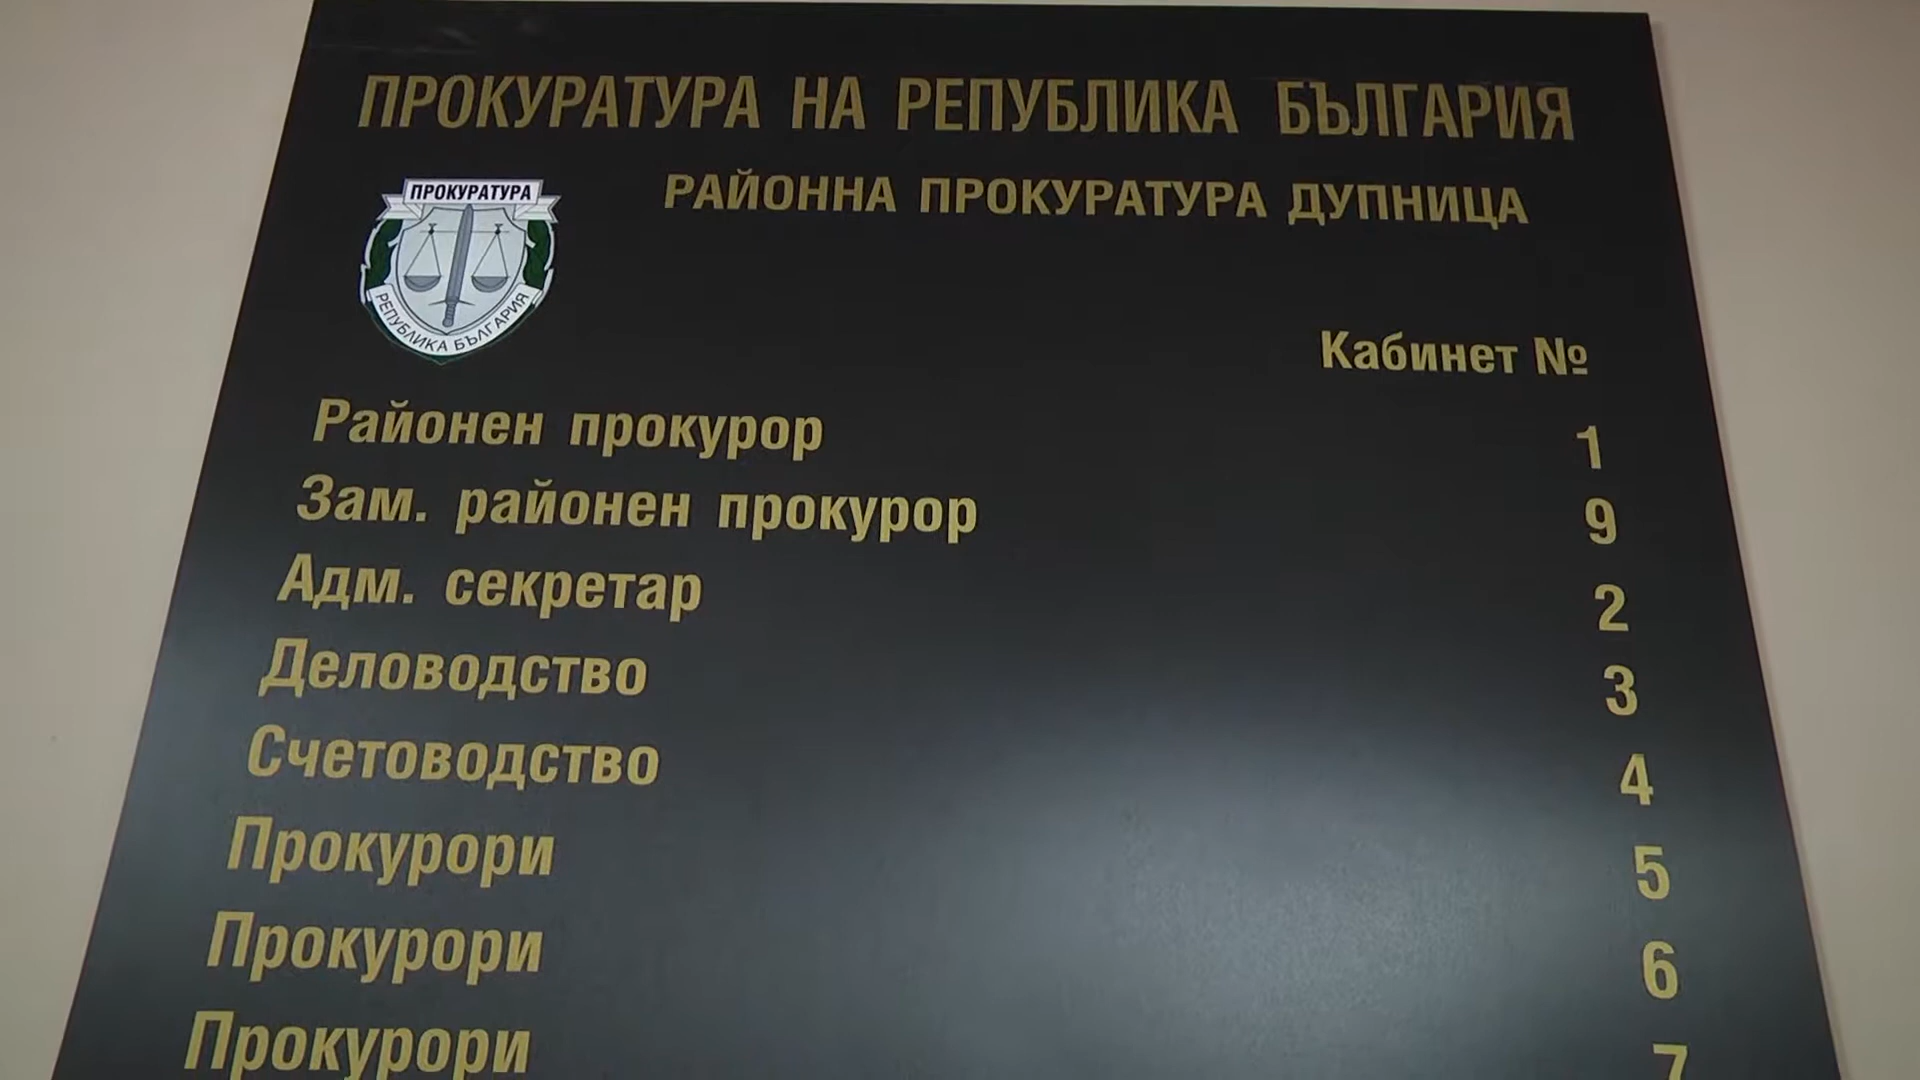 ПРОКУРАТУРА НА РЕПУБЛИКА БЪЛГАРИЯ
РАЙОННА ПРОКУРАТУРА ДУПНИЦА
ПРОКУРАТУРА
РЕПУБЛИКА БЪЛГАРИЯ
Кабинет №
Районен прокурор 1
Зам. районен прокурор 9
Адм. секретар 2
Деловодство 3
Счетоводство 4
Прокурори 5
Прокурори 6
Прокурори 7